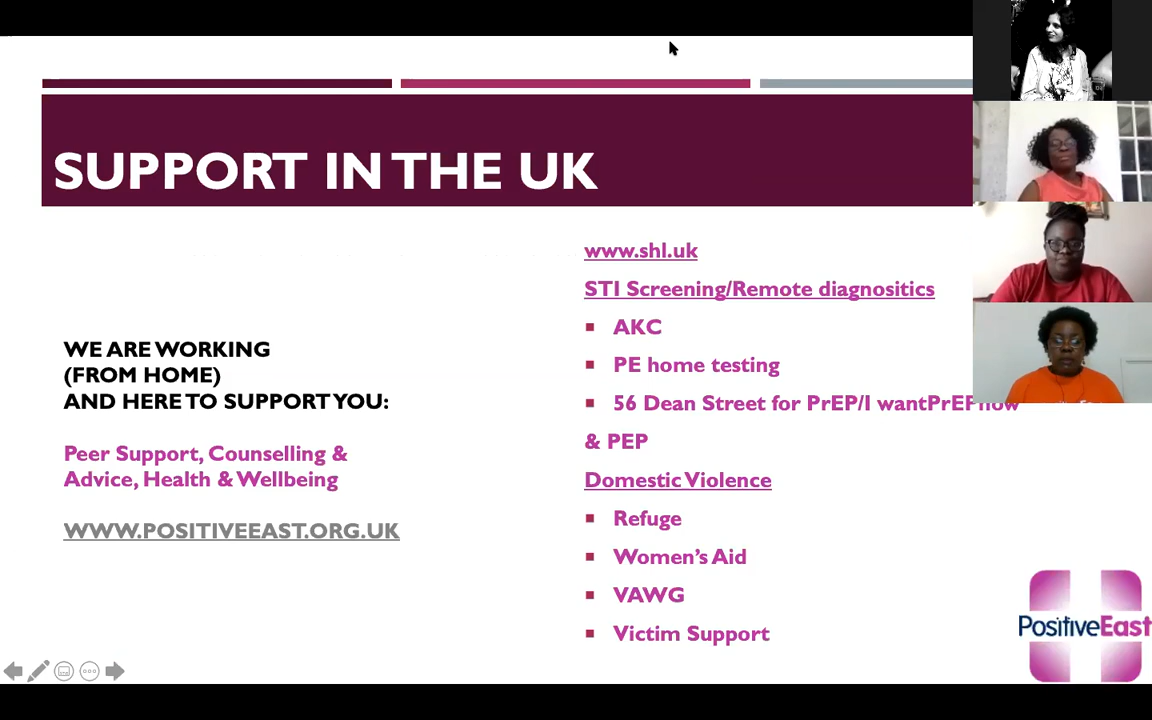 SUPPORT IN THE UK
WE ARE WORKING
(FROM HOME)
AND HERE TO SUPPORT YOU:
Peer Support, Counselling &
Advice, Health & Wellbeing
WWW.POSITIVEEAST.ORG.UK
www.shl.uk
STI Screening/Remote diagnositics
AKC
PE home testing
56 Dean Street for PrEP/I wantPrEPnow
& PEP
Domestic Violence
Refuge
Women's Aid
VAWG
Victim Support
PositiveEast